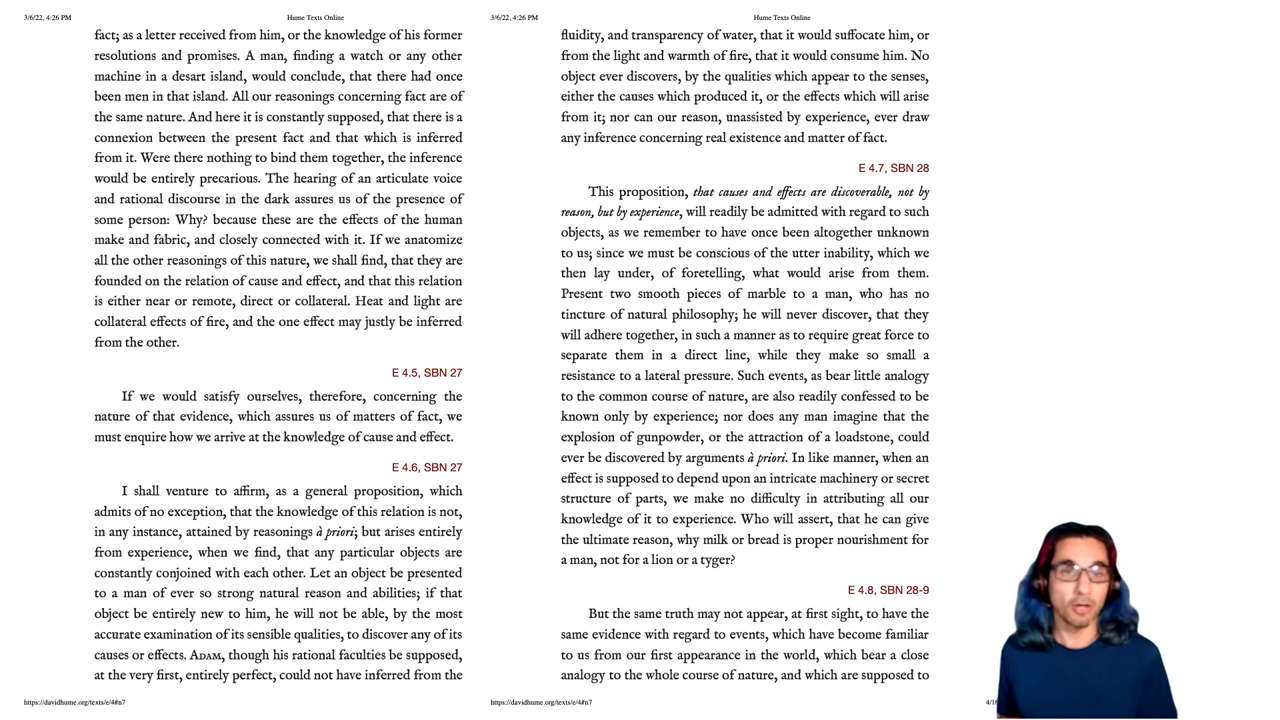 3/6/22, 4:26 PM
Hume Texts Online
fact; as a letter received from him, or the knowledge of his former
resolutions and promises. A man, finding a watch or any other
machine in a desart island, would conclude, that there had once
been men in that island. All our reasonings concerning fact are of
the same nature. And here it is constantly supposed, that there is a
connexion between the present fact and that which is inferred
from it. Were there nothing to bind them together, the inference
would be entirely precarious. The hearing of an articulate voice
and rational discourse in the dark assures us of the presence of
some person: Why? because these are the effects of the human
make and fabric, and closely connected with it. If we anatomize
all the other reasonings of this nature, we shall find, that they are
founded on the relation of cause and effect, and that this relation
is either near or remote, direct or collateral. Heat and light are
collateral effects of fire, and the one effect may justly be inferred
from the other.
E 4.5, SBN 27
If we would satisfy ourselves, therefore, concerning the
nature of that evidence, which assures us of matters of fact, we
must enquire how we arrive at the knowledge of cause and effect.
E 4.6, SBN 27
I shall venture to affirm, as a general proposition, which
admits of no exception, that the knowledge of this relation is not,
in any instance, attained by reasonings à priori; but arises entirely
from experience, when we find, that any particular objects are
constantly conjoined with each other. Let an object be presented
to a man of ever so strong natural reason and abilities; if that
object be entirely new to him, he will not be able, by the most
accurate examination of its sensible qualities, to discover any of its
causes or effects. ADAM, though his rational faculties be supposed,
at the very first, entirely perfect, could not have inferred from the
https://davidhume.org/texts/e/4#n7
3/6/22, 4:26 PM
Hume Texts Online
fluidity, and transparency of water, that it would suffocate him, or
from the light and warmth of fire, that it would consume him. No
object ever discovers, by the qualities which appear to the senses,
either the causes which produced it, or the effects which will arise
from it; nor can our reason, unassisted by experience, ever draw
any inference concerning real existence and matter of fact.
E 4.7, SBN 28
This proposition, that causes and effects are discoverable, not by
reason, but by experience, will readily be admitted with regard to such
objects, as we remember to have once been altogether unknown
to us; since we must be conscious of the utter inability, which we
then lay under, of foretelling, what would arise from them.
Present two smooth pieces of marble to a man, who has no
tincture of natural philosophy; he will never discover, that they
will adhere together, in such a manner as to require great force to
separate them in a direct line, while they make so small a
resistance to a lateral pressure. Such events, as bear little analogy
to the common course of nature, are also readily confessed to be
known only by experience; nor does any man imagine that the
explosion of gunpowder, or the attraction of a loadstone, could
ever be discovered by arguments à priori. In like manner, when an
effect is supposed to depend upon an intricate machinery or secret
structure of parts, we make no difficulty in attributing all our
knowledge of it to experience. Who will assert, that he can give
the ultimate reason, why milk or bread is proper nourishment for
a man, not for a lion or a tyger?
E 4.8, SBN 28-9
But the same truth may not appear, at first sight, to have the
same evidence with regard to events, which have become familiar
to us from our first appearance in the world, which bear a close
analogy to the whole course of nature, and which are supposed to
https://davidhume.org/texts/e/4#n7